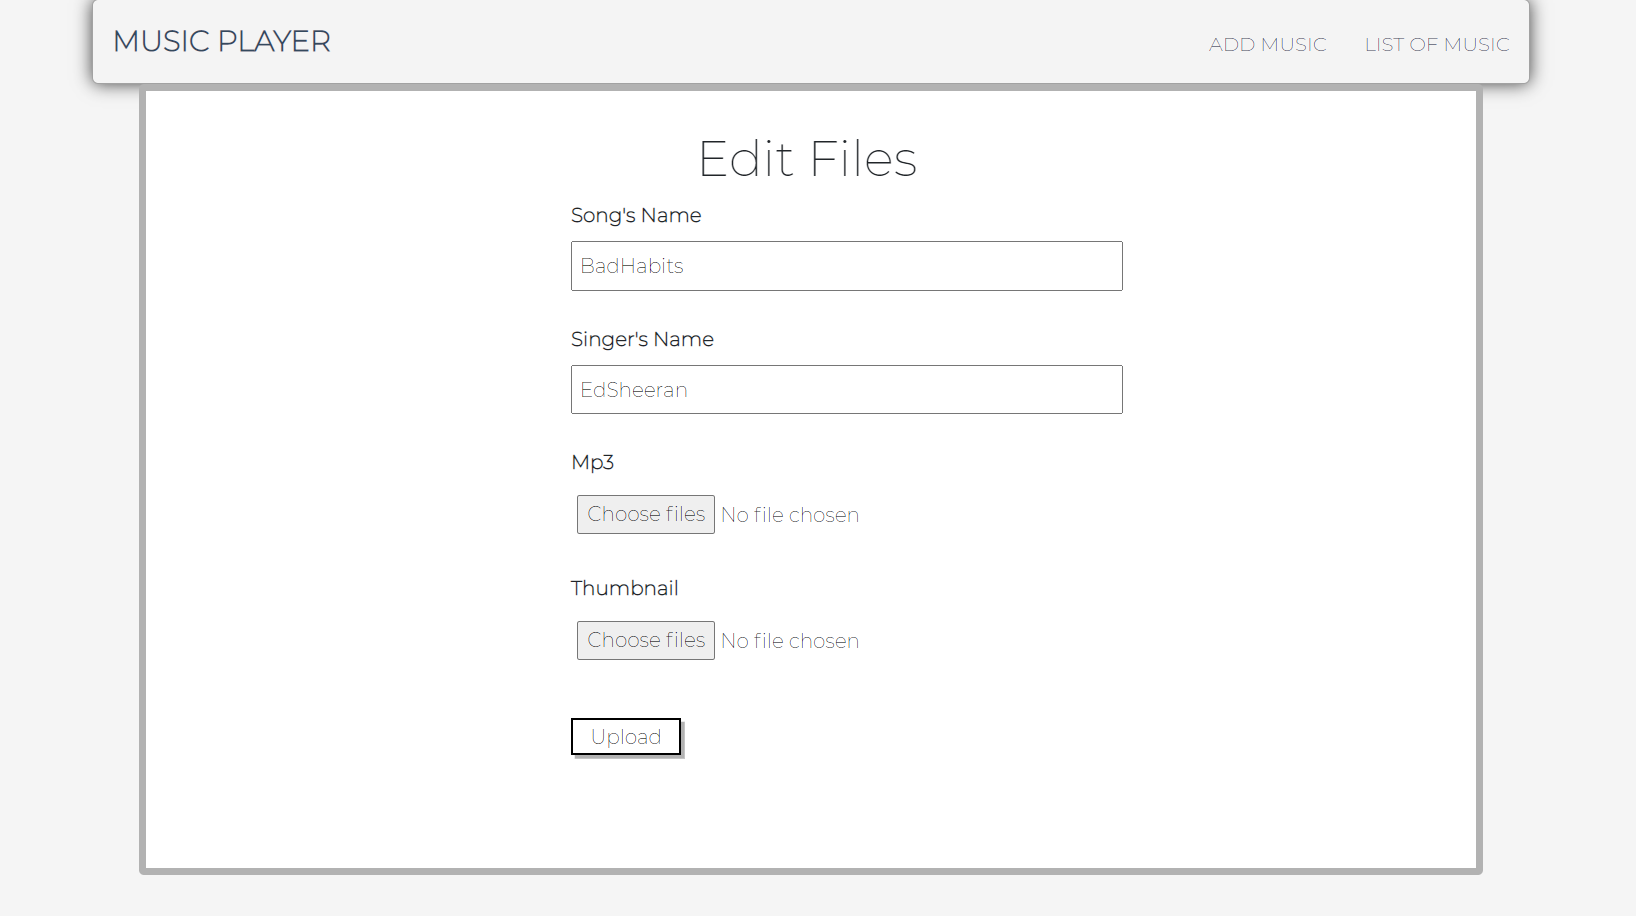 MUSIC PLAYER
ADD MUSIC
LIST OF MUSIC
Edit Files
Song's Name
BadHabits
Singer's Name
EdSheeran
Mp3
Choose files No file chosen
Thumbnail
Choose files No file chosen
Upload